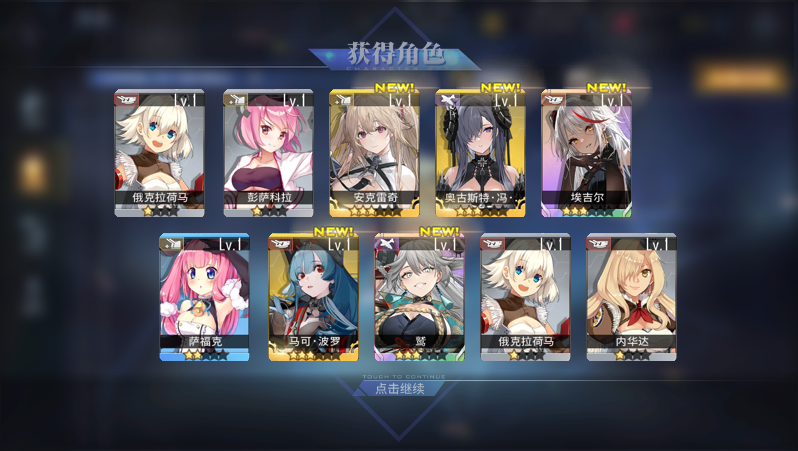 获得角色
NEW!
NEW!
NEW!
Lv.1
Lv.1
Lv.1
Lv.1
Lv.1
俄克拉荷马
彭萨科拉
安克雷奇
奥古斯特·冯·
埃吉尔
NEW!
NEW!
Lv.1
Lv.1
Lv.1
Lv.1
Lv.1
萨福克
马可·波罗
鹫
俄克拉荷马
内华达
TOUCH TO CONTINUE
点击继续